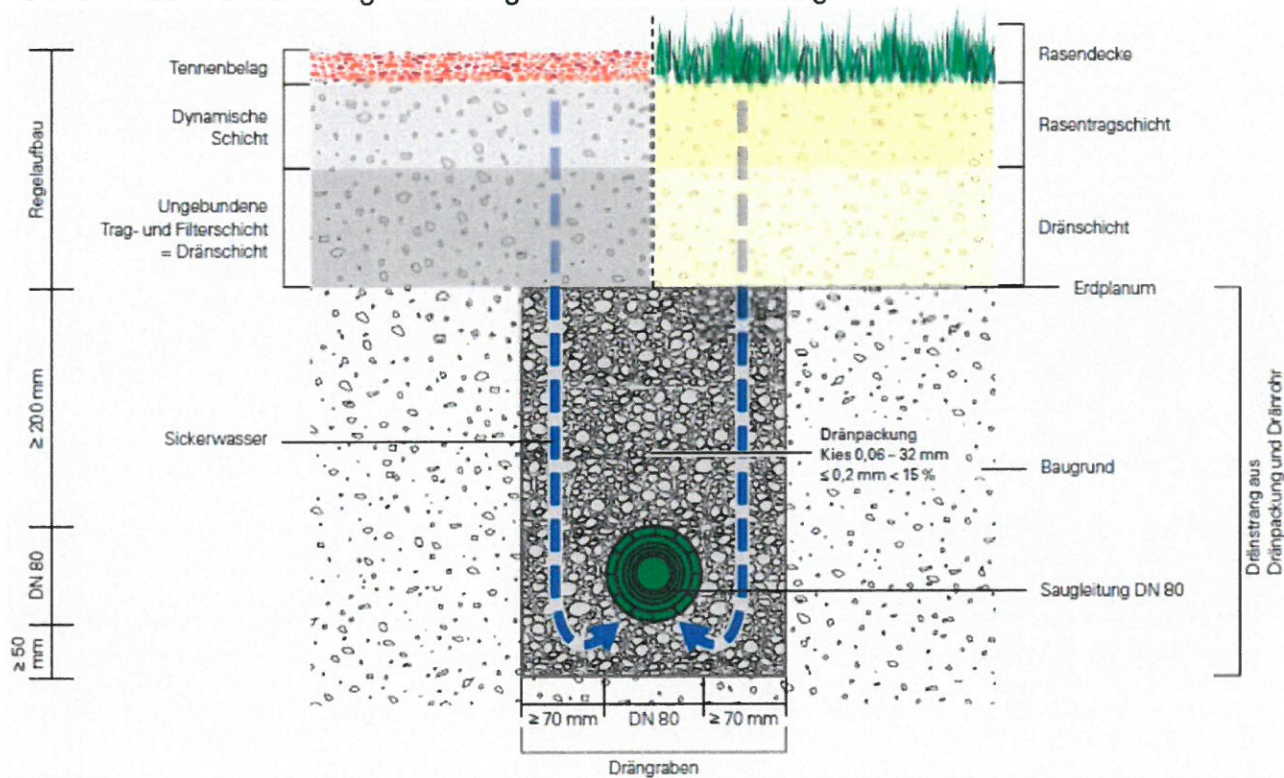 Tennenbelag
Dynamische
Schicht
Ungebundene
Trag- und Filterschicht
= Dränschicht
Regelaufbau
Rasendecke
Rasentragschicht
Dränschicht
Erdplanum
≥ 200 mm
Sickerwasser
Dränpackung
Kies 0,06 – 32 mm
≤ 0,2 mm < 15 %
Baugrund
DN 80
Saugleitung DN 80
≥ 50
mm
Dränstrang aus
Dränpackung und Dränrohr
≥ 70 mm
DN 80
≥ 70 mm
Drängraben